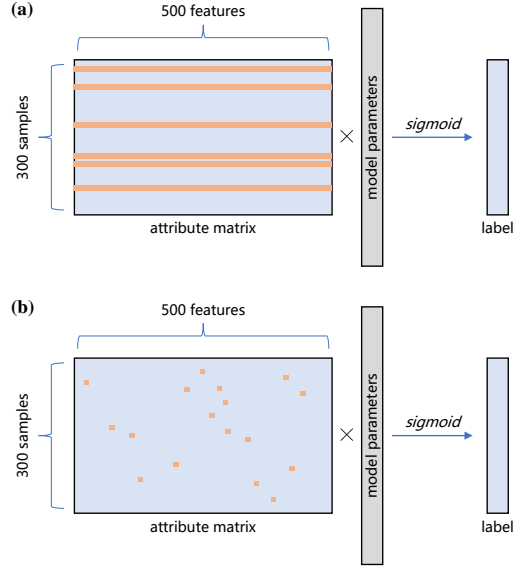 (a)
500 features
300 samples
×
model parameters
sigmoid
attribute matrix
label
(b)
500 features
300 samples
×
model parameters
sigmoid
attribute matrix
label